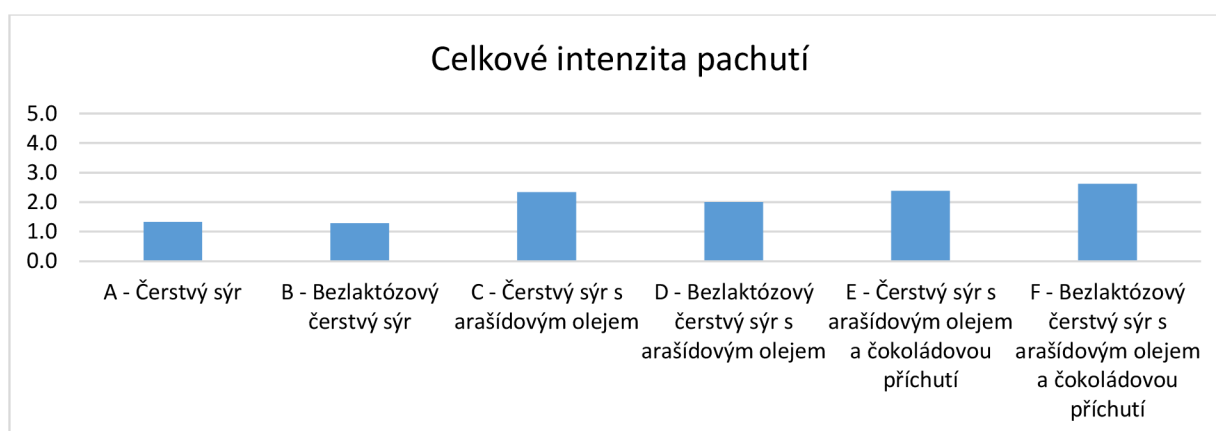 Celkové intenzita pachutí
5.0
4.0
3.0
2.0
1.0
0.0
A - Čerstvý sýr
B - Bezlaktózový
čerstvý sýr
C - Čerstvý sýr s
arašídovým olejem
D - Bezlaktózový
čerstvý sýr s
arašídovým olejem
E - Čerstvý sýr s
arašídovým olejem
a čokoládovou
příchutí
F - Bezlaktózový
čerstvý sýr s
arašídovým olejem
a čokoládovou
příchutí